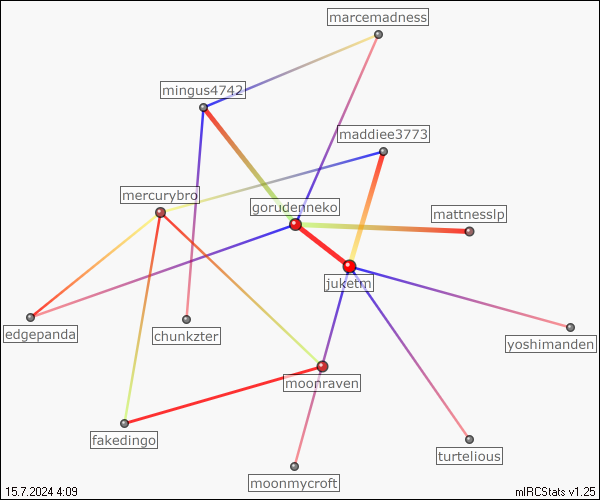 marcemadness
mingus4742
maddiee3773
mercurybro
gorudenneko
mattnesslp
juketm
edgepanda
chunkzter
yoshimanden
moonraven
fakedingo
turtelious
moonmycroft
15.7.2024 4:09
mIRCStats v1.25